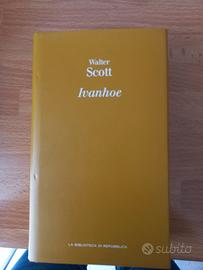 Walter
Scott
Ivanhoe
LA BIBLIOTECA DI REPUBBLICA
subito